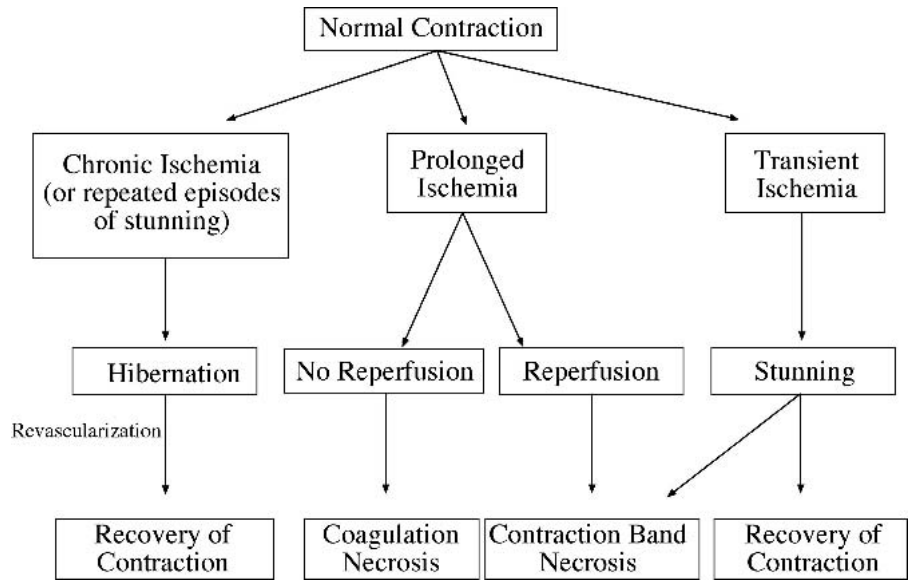 Normal Contraction
Chronic Ischemia
(or repeated episodes
of stunning)
Prolonged
Ischemia
Transient
Ischemia
Hibernation
No Reperfusion
Reperfusion
Stunning
Revascularization
Recovery of
Contraction
Coagulation
Necrosis
Contraction Band
Necrosis
Recovery of
Contraction